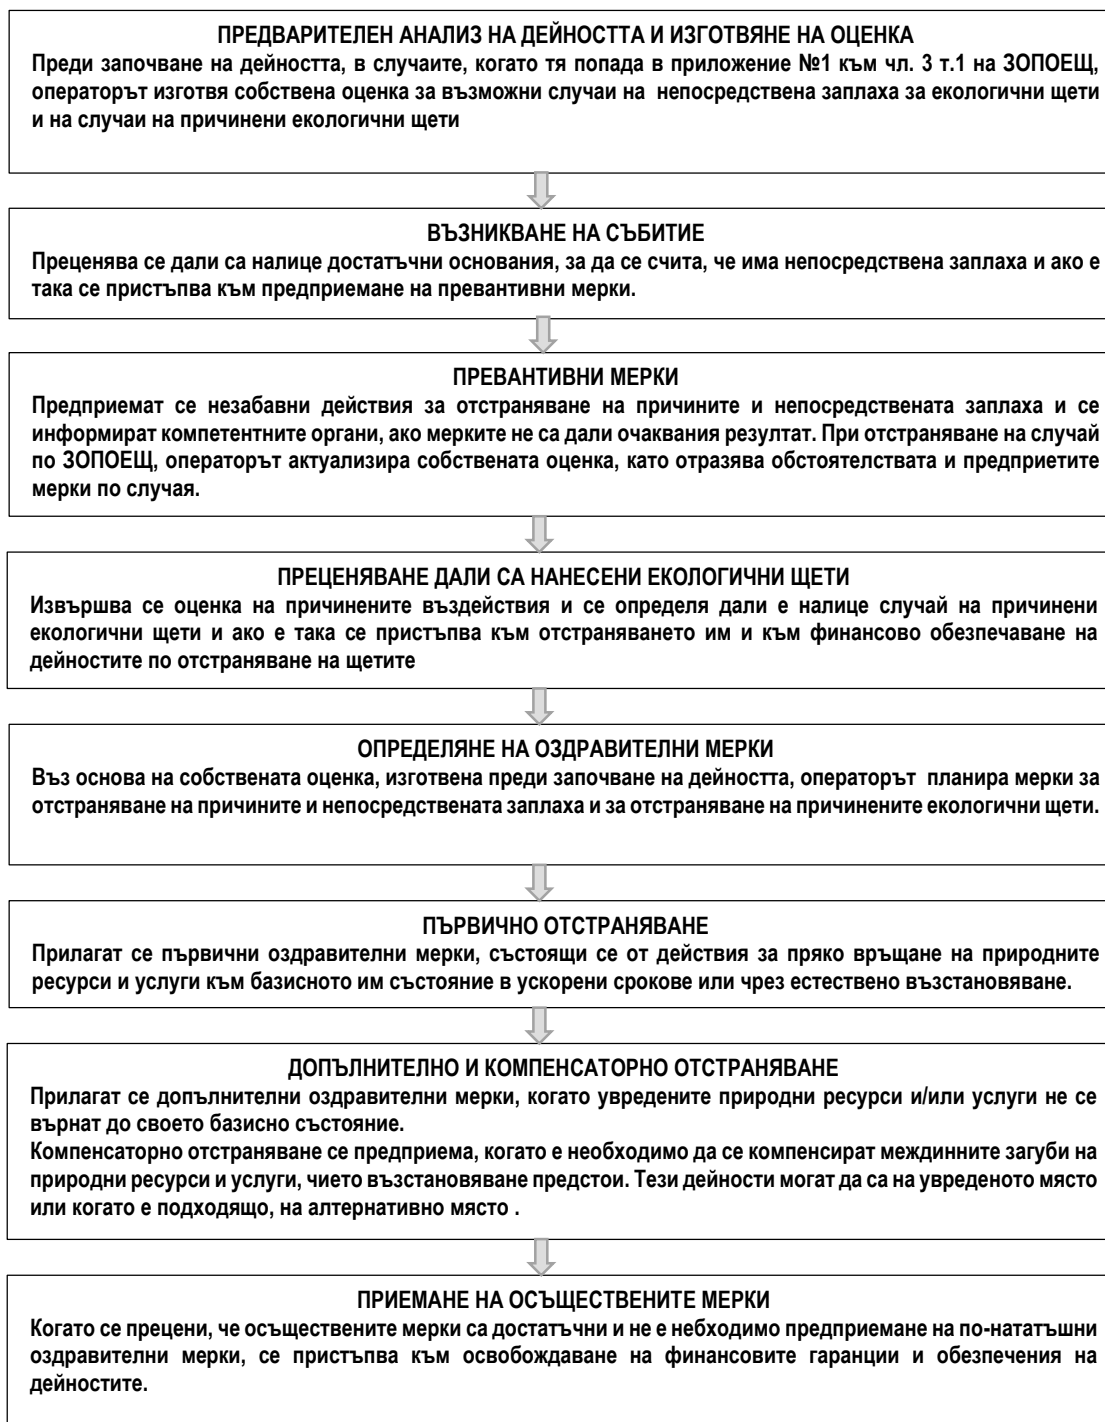 ПРЕДВАРИТЕЛЕН АНАЛИЗ НА ДЕЙНОСТТА И ИЗГОТВЯНЕ НА ОЦЕНКА
Преди започване на дейността, в случаите, когато тя попада в приложение №1 към чл. 3 т.1 на ЗОПОЕЩ,
операторът изготвя собствена оценка за възможни случаи на непосредствена заплаха за екологични щети
и на случаи на причинени екологични щети
ВЪЗНИКВАНЕ НА СЪБИТИЕ
Преценява се дали са налице достатъчни основания, за да се счита, че има непосредствена заплаха и ако е
така се пристъпва към предприемане на превантивни мерки.
ПРЕВАНТИВНИ МЕРКИ
Предприемат се незабавни действия за отстраняване на причините и непосредствената заплаха и се
информират компетентните органи, ако мерките не са дали очаквания резултат. При отстраняване на случай
по ЗОПОЕЩ, операторът актуализира собствената оценка, като отразява обстоятелствата и предприетите
мерки по случая.
ПРЕЦЕНЯВАНЕ ДАЛИ СА НАНЕСЕНИ ЕКОЛОГИЧНИ ЩЕТИ
Извършва се оценка на причинените въздействия и се определя дали е налице случай на причинени
екологични щети и ако е така се пристъпва към отстраняването им и към финансово обезпечаване на
дейностите по отстраняване на щетите
ОПРЕДЕЛЯНЕ НА ОЗДРАВИТЕЛНИ МЕРКИ
Въз основа на собствената оценка, изготвена преди започване на дейността, операторът планира мерки за
отстраняване на причините и непосредствената заплаха и за отстраняване на причинените екологични щети.
ПЪРВИЧНО ОТСТРАНЯВАНЕ
Прилагат се първични оздравителни мерки, състоящи се от действия за пряко връщане на природните
ресурси и услуги към базисното им състояние в ускорени срокове или чрез естествено възстановяване.
ДОПЪЛНИТЕЛНО И КОМПЕНСАТОРНО ОТСТРАНЯВАНЕ
Прилагат се допълнителни оздравителни мерки, когато увредените природни ресурси и/или услуги не се
върнат до своето базисно състояние.
Компенсаторно отстраняване се предприема, когато е необходимо да се компенсират междинните загуби на
природни ресурси и услуги, чието възстановяване предстои. Тези дейности могат да са на увреденото място
или когато е подходящо, на алтернативно място .
ПРИЕМАНЕ НА ОСЪЩЕСТВЕНИТЕ МЕРКИ
Когато се прецени, че осъществените мерки са достатъчни и не е небходимо предприемане на по-нататъшни
оздравителни мерки, се пристъпва към освобождаване на финансовите гаранции и обезпечения на
дейностите.